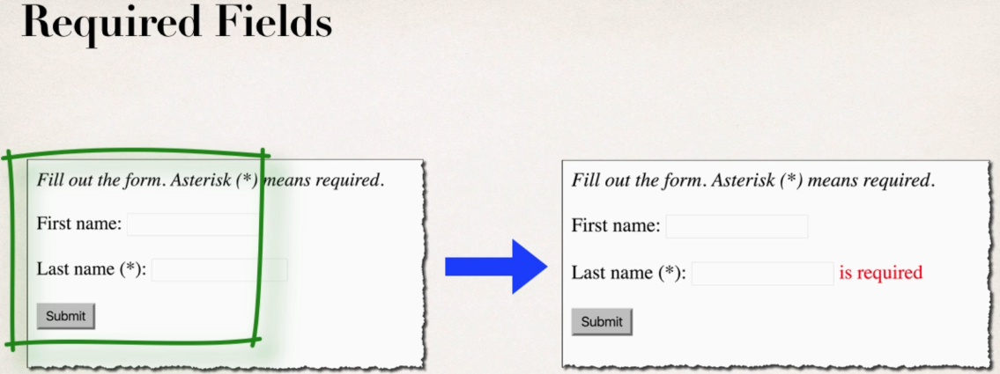 Required Fields
Fill out the form. Asterisk (*) means required.
First name:
Last name (*):
Submit
Fill out the form. Asterisk (*) means required.
First name:
Last name (*): is required
Submit